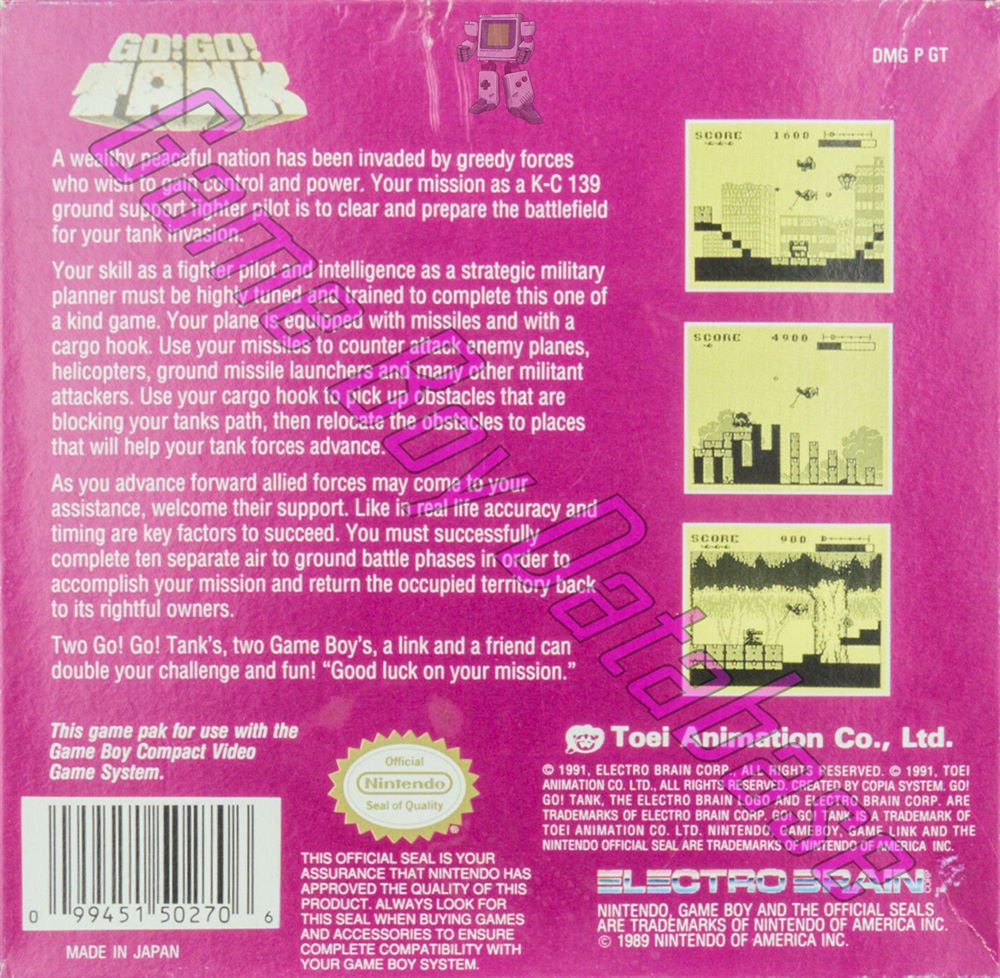 GO! GO!
TANK
DMG P GT
A wealthy peaceful nation has been invaded by greedy forces
who wish to gain control and power. Your mission as a K-C 139
ground support fighter pilot is to clear and prepare the battlefield
for your tank invasion.
Your skill as a fighter pilot and intelligence as a strategic military
planner must be highly tuned and trained to complete this one of
a kind game. Your plane is equipped with missiles and with a
cargo hook. Use your missiles to counter attack enemy planes,
helicopters, ground missile launchers and many other militant
attackers. Use your cargo hook to pick up obstacles that are
blocking your tanks path, then relocate the obstacles to places
that will help your tank forces advance.
As you advance forward allied forces may come to your
assistance, welcome their support. Like in real life accuracy and
timing are key factors to succeed. You must successfully
complete ten separate air to ground battle phases in order to
accomplish your mission and return the occupied territory back
to its rightful owners.
Two Go! Go! Tank's, two Game Boy's, a link and a friend can
double your challenge and fun! “Good luck on your mission.”
SCORE 1600
SCORE 4900
SCORE 900
Game Boy Database
This game pak for use with the
Game Boy Compact Video
Game System.
Official
Nintendo
Seal of Quality
®
THIS OFFICIAL SEAL IS YOUR
ASSURANCE THAT NINTENDO HAS
APPROVED THE QUALITY OF THIS
PRODUCT. ALWAYS LOOK FOR
THIS SEAL WHEN BUYING GAMES
AND ACCESSORIES TO ENSURE
COMPLETE COMPATIBILITY WITH
YOUR GAME BOY SYSTEM.
0 99451 50270 6
MADE IN JAPAN
Toei Animation Co., Ltd.
© 1991, ELECTRO BRAIN CORP., ALL RIGHTS RESERVED. © 1991, TOEI
ANIMATION CO. LTD., ALL RIGHTS RESERVED. CREATED BY COPIA SYSTEM. GO!
GO! TANK, THE ELECTRO BRAIN LOGO AND ELECTRO BRAIN CORP. ARE
TRADEMARKS OF ELECTRO BRAIN CORP. GO! GO! TANK IS A TRADEMARK OF
TOEI ANIMATION CO. LTD. NINTENDO, GAMEBOY, GAME LINK AND THE
NINTENDO OFFICIAL SEAL ARE TRADEMARKS OF NINTENDO OF AMERICA INC.
ELECTRO BRAIN CORP
NINTENDO, GAME BOY AND THE OFFICIAL SEALS
ARE TRADEMARKS OF NINTENDO OF AMERICA INC.
© 1989 NINTENDO OF AMERICA INC.